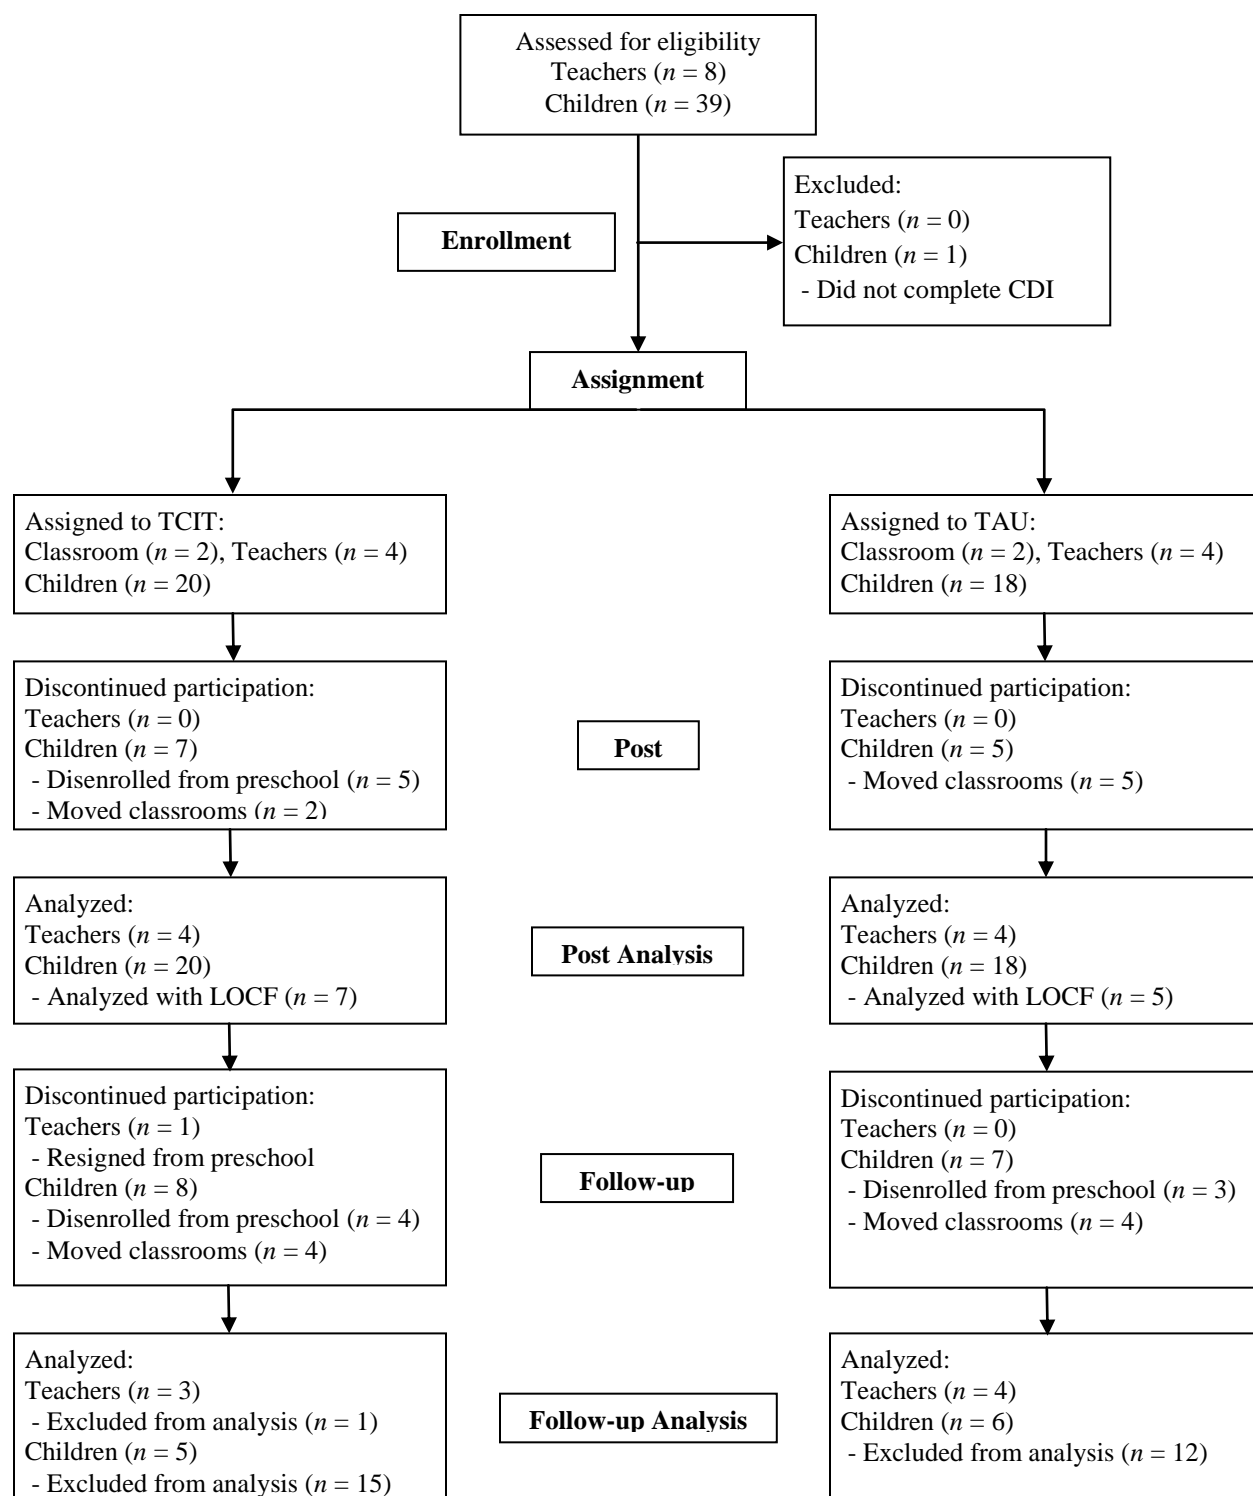 Assessed for eligibility
Teachers (n = 8)
Children (n = 39)
Excluded:
Teachers (n = 0)
Children (n = 1)
- Did not complete CDI
Enrollment
Assignment
Assigned to TCIT:
Classroom (n = 2), Teachers (n = 4)
Children (n = 20)
Assigned to TAU:
Classroom (n = 2), Teachers (n = 4)
Children (n = 18)
Discontinued participation:
Teachers (n = 0)
Children (n = 7)
- Disenrolled from preschool (n = 5)
- Moved classrooms (n = 2)
Post
Discontinued participation:
Teachers (n = 0)
Children (n = 5)
- Moved classrooms (n = 5)
Analyzed:
Teachers (n = 4)
Children (n = 20)
- Analyzed with LOCF (n = 7)
Post Analysis
Analyzed:
Teachers (n = 4)
Children (n = 18)
- Analyzed with LOCF (n = 5)
Discontinued participation:
Teachers (n = 1)
- Resigned from preschool
Children (n = 8)
- Disenrolled from preschool (n = 4)
- Moved classrooms (n = 4)
Follow-up
Discontinued participation:
Teachers (n = 0)
Children (n = 7)
- Disenrolled from preschool (n = 3)
- Moved classrooms (n = 4)
Analyzed:
Teachers (n = 3)
- Excluded from analysis (n = 1)
Children (n = 5)
- Excluded from analysis (n = 15)
Follow-up Analysis
Analyzed:
Teachers (n = 4)
Children (n = 6)
- Excluded from analysis (n = 12)